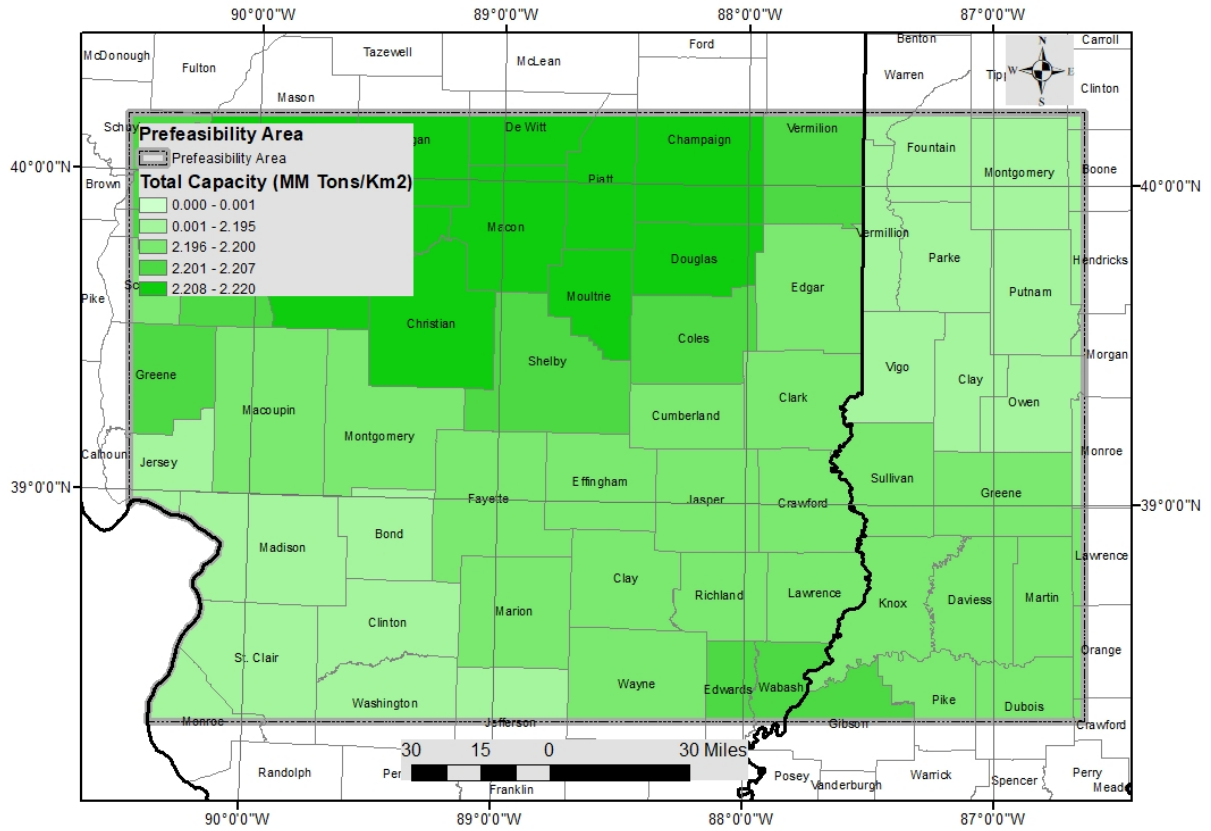 90°0'0"W 89°0'0"W 88°0'0"W 87°0'0"W
McDonough Fulton Tazewell McLean Ford Benton Carroll
Mason Warren Tipp N W E S Clinton
Schuy gan De Witt Champaign Vermilion Fountain Montgomery Boone
Prefeasibility Area
Prefeasibility Area
40°0'0"N 40°0'0"N
Total Capacity (MM Tons/Km2)
Brown Piatt
0.000 - 0.001
0.001 - 2.195
2.196 - 2.200
2.201 - 2.207
2.208 - 2.220
Macon Vermillion
Pike Sc Moultrie Douglas Edgar Parke Putnam Hendricks
Christian Coles Morgan
Greene Shelby Vigo Clay
Macoupin Cumberland Clark Owen
Montgomery
Calhoun Jersey Monroe
39°0'0"N Fayette Effingham Jasper Crawford Sullivan Greene 39°0'0"N
Madison Bond Lawrence
Clay Richland Lawrence Knox Daviess Martin
Clinton Marion
St. Clair Orange
Washington Wayne Edwards Wabash Pike Dubois
Monroe Jefferson Gibson Crawford
30 15 0 30 Miles
Randolph Per Franklin Posey Vanderburgh Warrick Spencer Perry
Mead
90°0'0"W 89°0'0"W 88°0'0"W 87°0'0"W